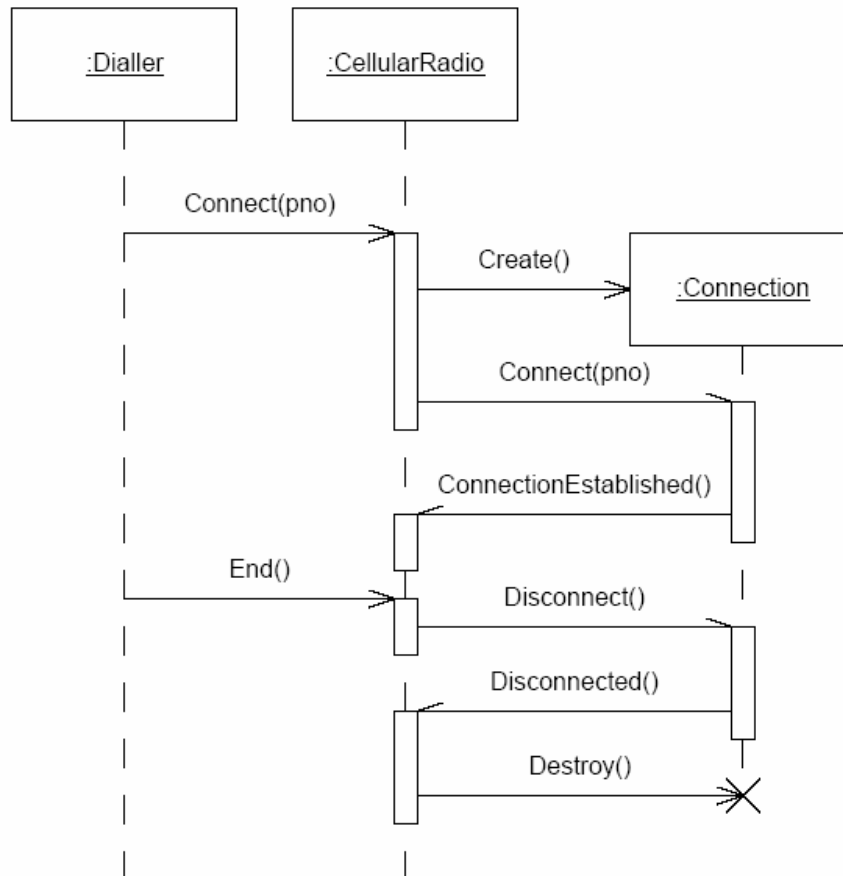 :Dialler
:CellularRadio
Connect(pno)
Create()
:Connection
Connect(pno)
ConnectionEstablished()
End()
Disconnect()
Disconnected()
Destroy()